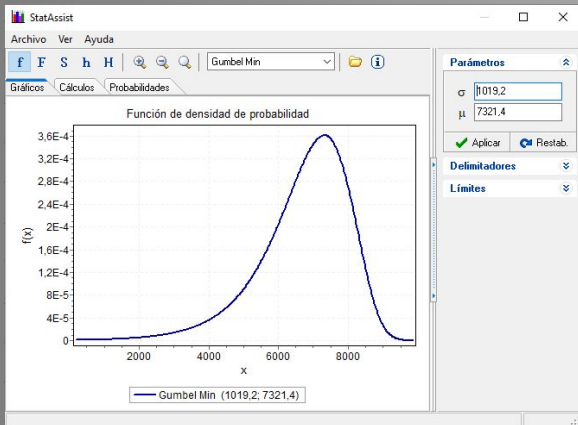 StatAssist
Archivo Ver Ayuda
f F S h H Gumbel Min
Gráficos Cálculos Probabilidades
Función de densidad de probabilidad
3,6E-4
3,2E-4
2,8E-4
2,4E-4
2E-4
1,6E-4
1,2E-4
8E-5
4E-5
0
f(x)
2000 4000 6000 8000
x
Gumbel Min (1019,2; 7321,4)
Parámetros
σ 1019,2
μ 7321,4
Aplicar Restab.
Delimitadores
Límites